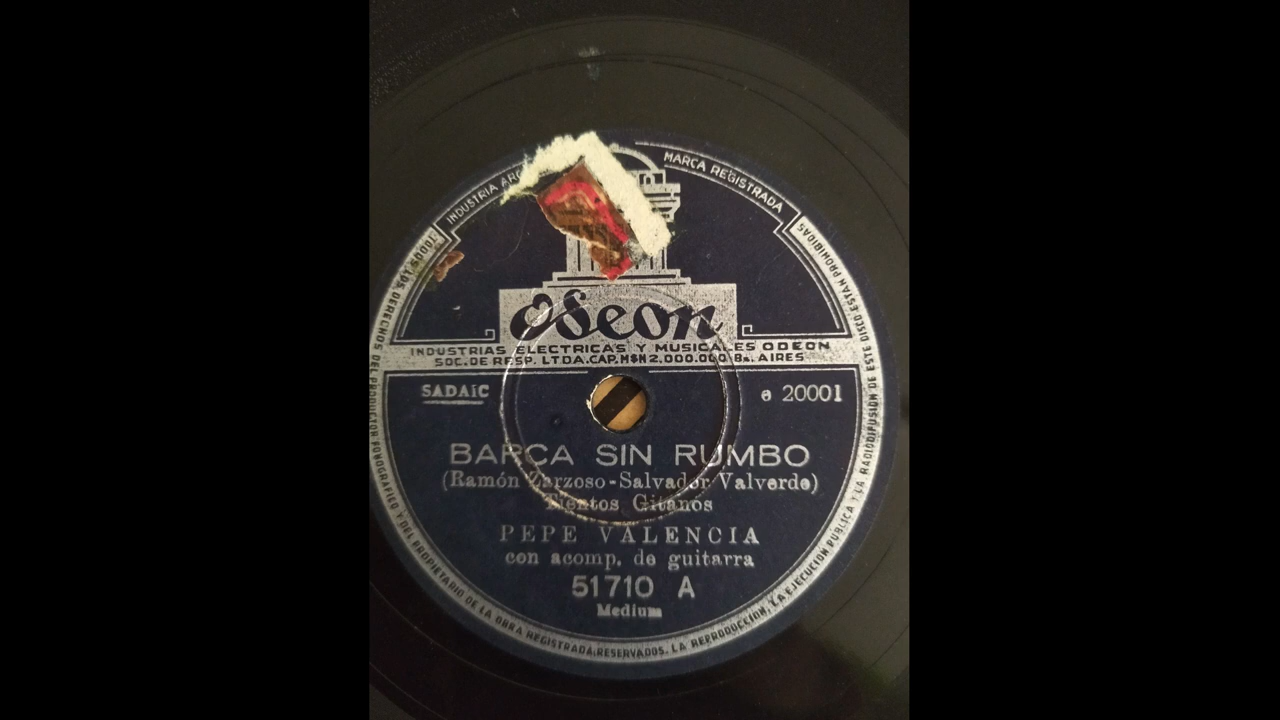 INDUSTRIA
MARCA REGISTRADA
Odeon
INDUSTRIAS ELECTRICAS Y MUSICALES ODEON
SOC. DE RESP. LTDA. CAP. M$N 2.000.000 Bs. AIRES
SADAIC
e 20001
BARCA SIN RUMBO
(Ramón Zarzoso-Salvador Valverde)
Tientos Gitanos
PEPE VALENCIA
con acomp. de guitarra
51710 A
Medium
TODOS LOS DERECHOS DEL PRODUCTOR FONOGRAFICO Y DEL PROPIETARIO DE LA OBRA REGISTRADA, RESERVADOS. LA REPRODUCCION, LA EJECUCION PUBLICA Y LA RADIODIFUSION DE ESTE DISCO ESTAN PROHIBIDAS